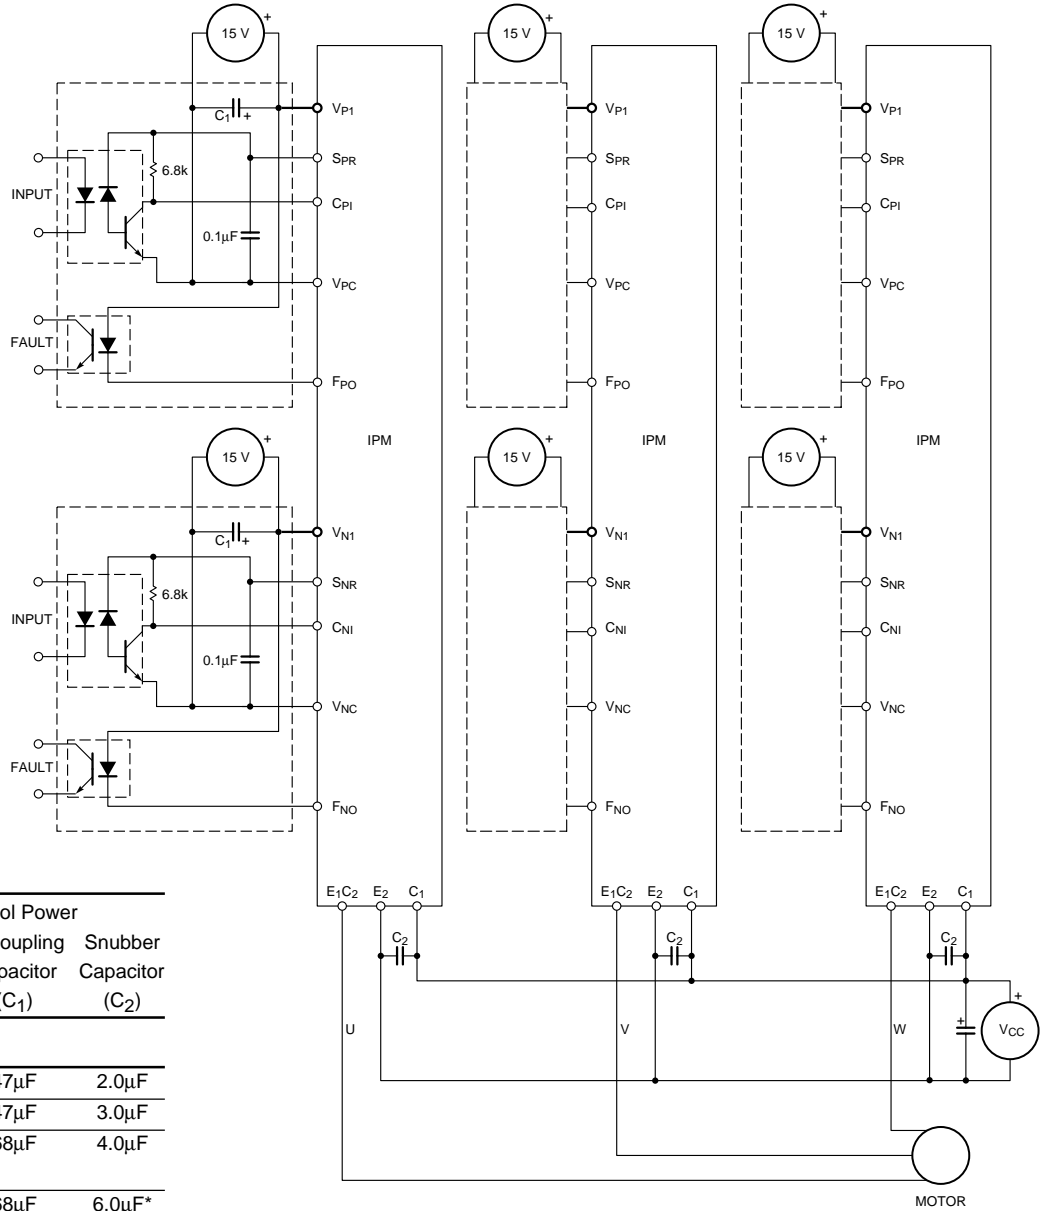 15 V
+
15 V
+
15 V
+
C1
+
VP1
VP1
VP1
6.8k
SPR
SPR
SPR
INPUT
CPI
CPI
CPI
0.1µF
VPC
VPC
VPC
FAULT
FPO
FPO
FPO
IPM
IPM
IPM
15 V
+
15 V
+
15 V
+
C1
+
VN1
VN1
VN1
6.8k
SNR
SNR
SNR
INPUT
CNI
CNI
CNI
0.1µF
VNC
VNC
VNC
FAULT
FNO
FNO
FNO
E1C2 E2 C1
E1C2 E2 C1
E1C2 E2 C1
C2
C2
C2
Power
Snubber
Capacitor
(C2)
U
V
W
+
+
VCC
2.0µF
3.0µF
4.0µF
6.0µF*
MOTOR